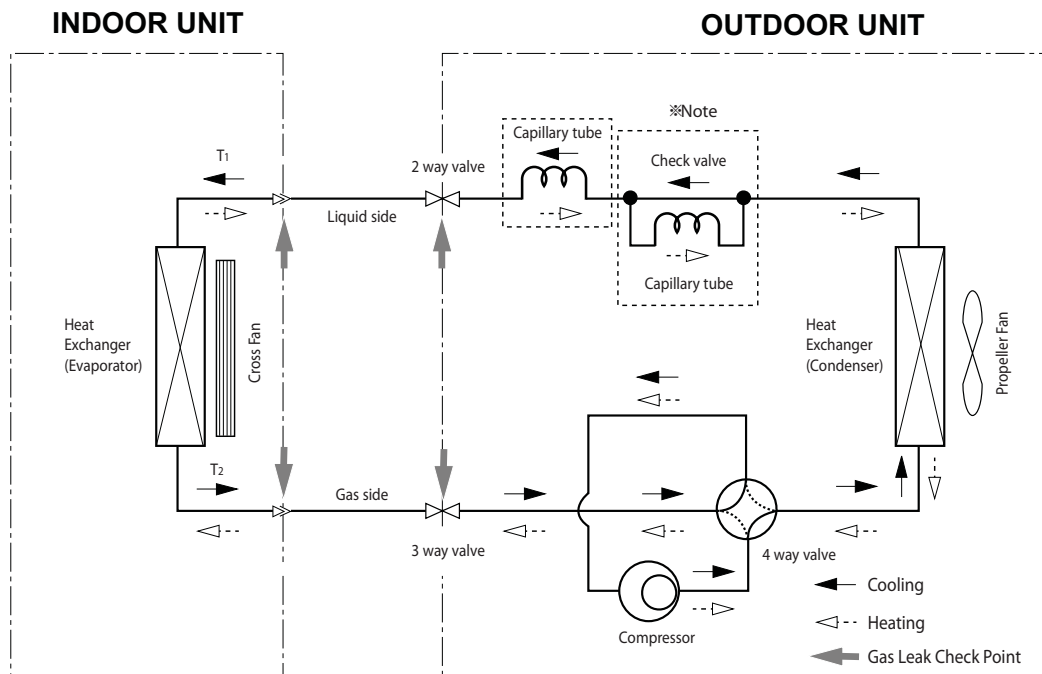 INDOOR UNIT
OUTDOOR UNIT
※Note
Capillary tube
Check valve
T1
2 way valve
Liquid side
Capillary tube
Heat
Exchanger
(Evaporator)
Cross Fan
Heat
Exchanger
(Condenser)
Propeller Fan
T2
Gas side
3 way valve
4 way valve
Compressor
Cooling
Heating
Gas Leak Check Point